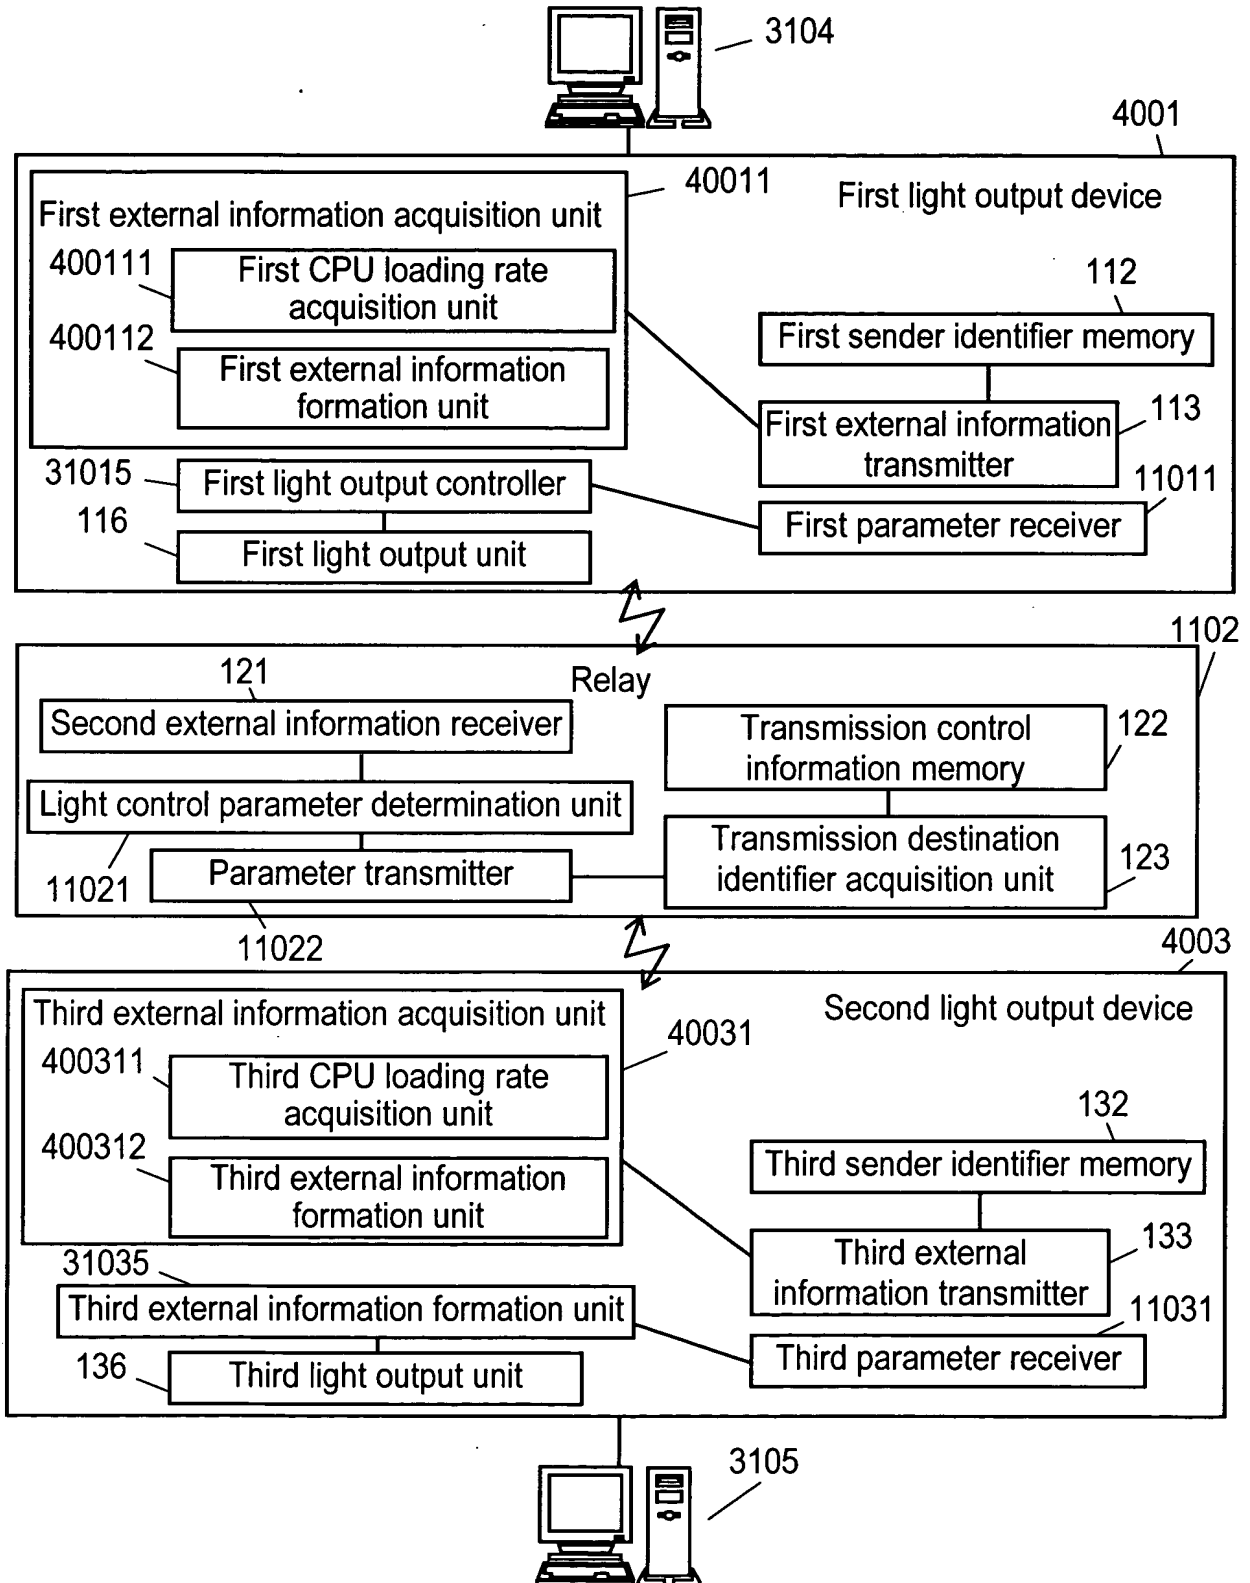 3104
4001
40011
First light output device
First external information acquisition unit
400111
First CPU loading rate
acquisition unit
112
400112
First sender identifier memory
First external information
formation unit
113
First external information
transmitter
31015
First light output controller
11011
116
First parameter receiver
First light output unit
1102
121
Relay
Second external information receiver
Transmission control
information memory
122
Light control parameter determination unit
Transmission destination
identifier acquisition unit
123
11021
Parameter transmitter
11022
4003
Third external information acquisition unit
Second light output device
40031
400311
Third CPU loading rate
acquisition unit
132
400312
Third sender identifier memory
Third external information
formation unit
133
Third external
information transmitter
31035
Third external information formation unit
11031
136
Third parameter receiver
Third light output unit
3105